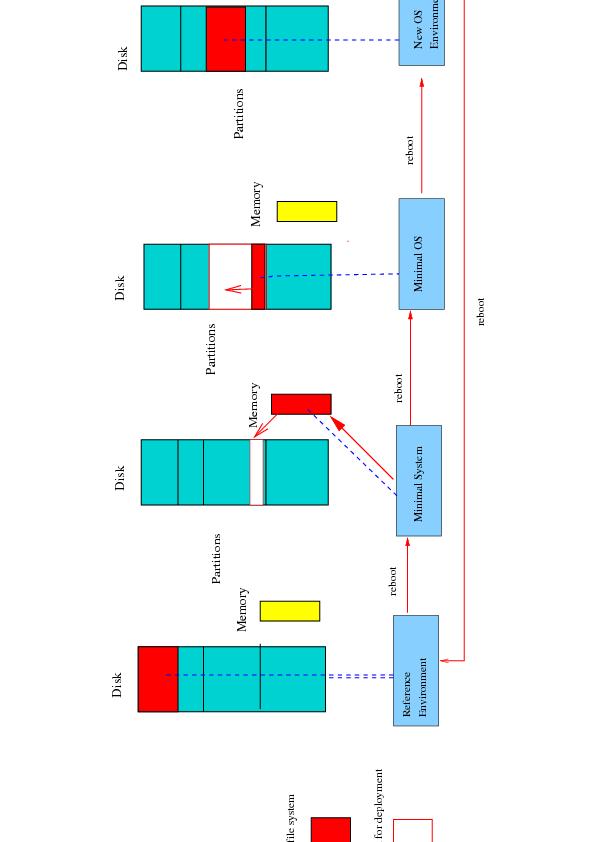 Disk
Disk
Disk
Disk
Partitions
Partitions
Partitions
Memory
Memory
Memory
file system
for deployment
reboot
reboot
reboot
Reference
Environment
Minimal System
Minimal OS
New OS
Environme
reboot